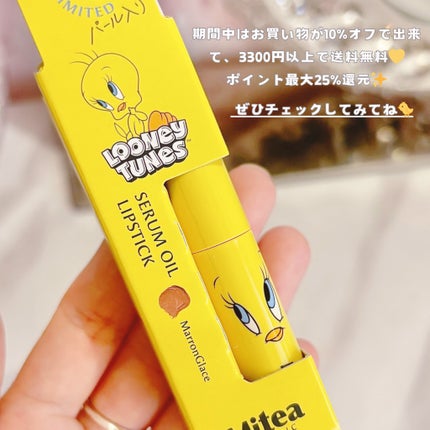 期間中はお買い物が10%オフで出来
て、3300円以上で送料無料💛
ポイント最大25%還元✨
ぜひチェックしてみてね🐤
LIMITED
パール入り
LOONEY
TUNES
SERUM OIL
LIPSTICK
MarronGlace
Mitea